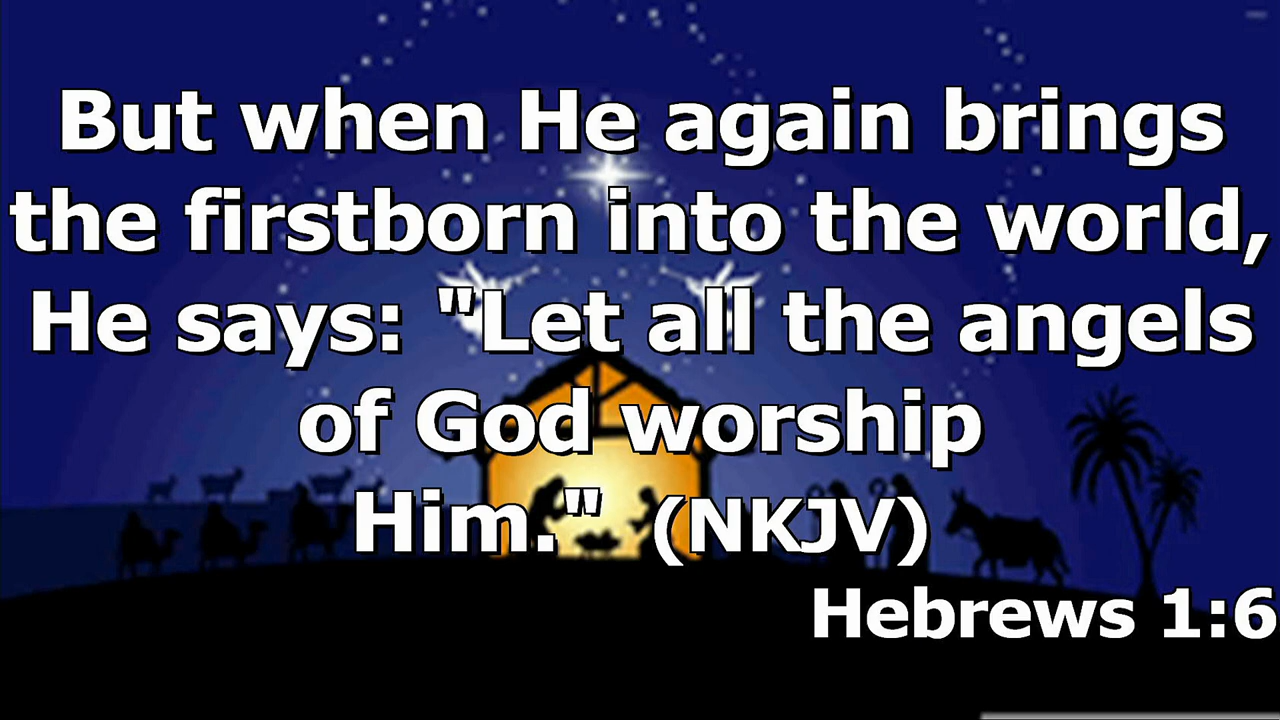 But when He again brings
the firstborn into the world,
He says: "Let all the angels
of God worship
Him." (NKJV)
Hebrews 1:6